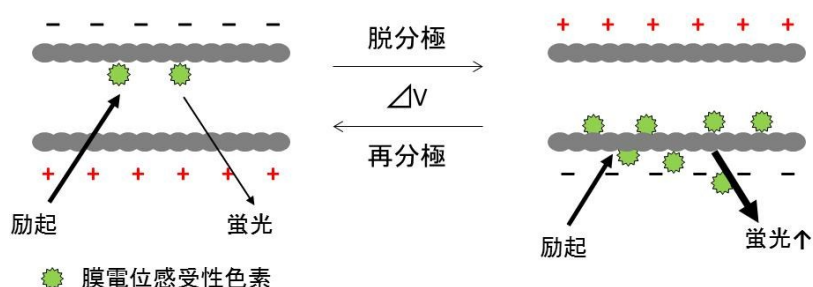 − − − − − −
+ + + + + +
脱分極
⊿V
再分極
+ + + + + +
− − − − − −
励起
蛍光
励起
蛍光↑
膜電位感受性色素